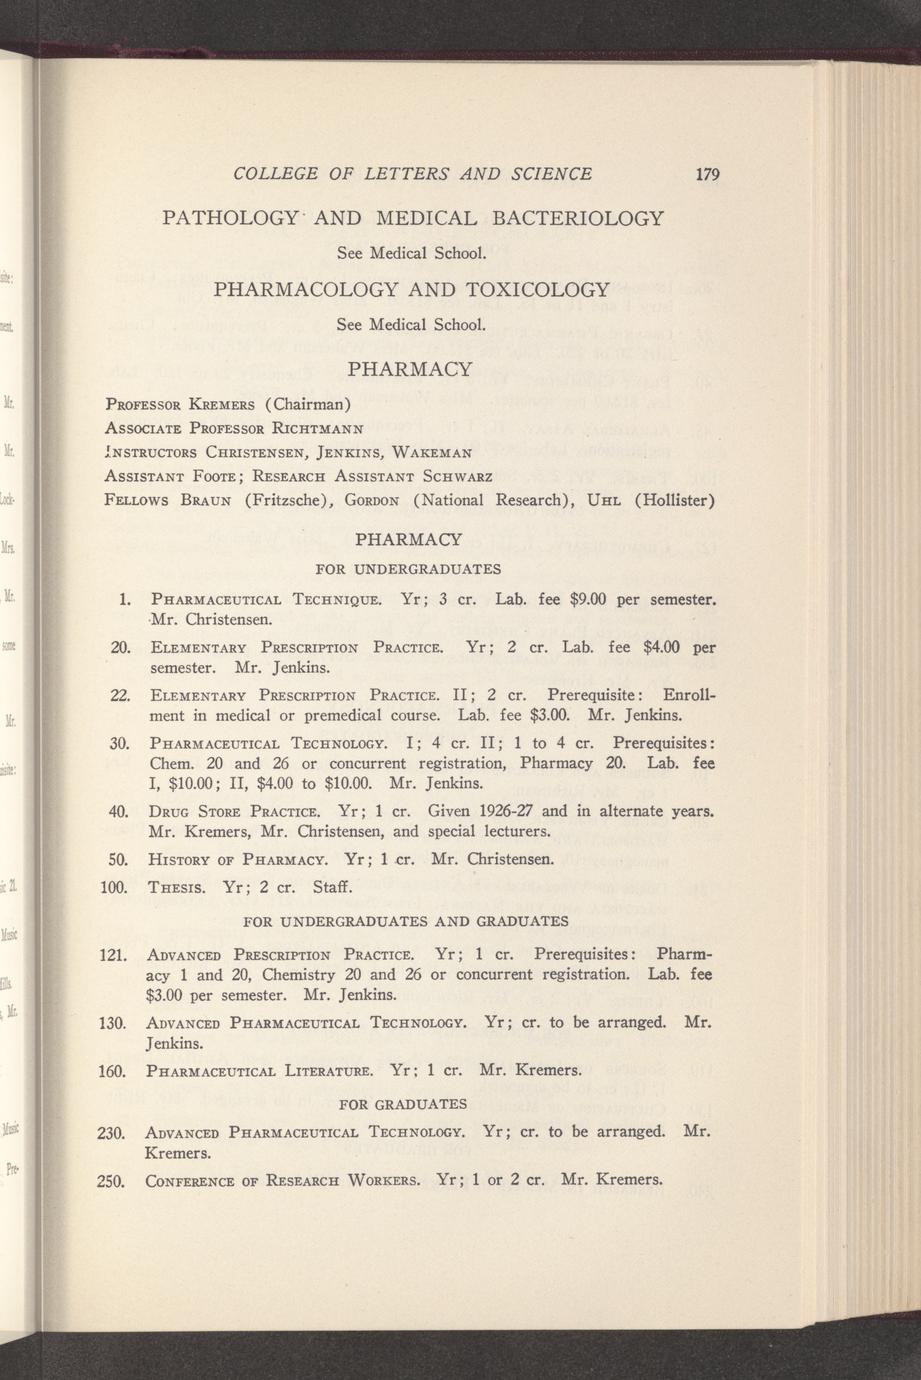 COLLEGE OF LETTERS AND SCIENCE 179
PATHOLOGY AND MEDICAL BACTERIOLOGY
See Medical School.
PHARMACOLOGY AND TOXICOLOGY
See Medical School.
PHARMACY
PROFESSOR KREMERS (Chairman)
ASSOCIATE PROFESSOR RICHTMANN
INSTRUCTORS CHRISTENSEN, JENKINS, WAKEMAN
ASSISTANT FOOTE; RESEARCH ASSISTANT SCHWARZ
FELLOWS BRAUN (Fritzsche), GORDON (National Research), UHL (Hollister)
PHARMACY
FOR UNDERGRADUATES
1. PHARMACEUTICAL TECHNIQUE. Yr; 3 cr. Lab. fee $9.00 per semester.
Mr. Christensen.
20. ELEMENTARY PRESCRIPTION PRACTICE. Yr; 2 cr. Lab. fee $4.00 per
semester. Mr. Jenkins.
22. ELEMENTARY PRESCRIPTION PRACTICE. II; 2 cr. Prerequisite: Enroll-
ment in medical or premedical course. Lab. fee $3.00. Mr. Jenkins.
30. PHARMACEUTICAL TECHNOLOGY. I; 4 cr. II; 1 to 4 cr. Prerequisites:
Chem. 20 and 26 or concurrent registration, Pharmacy 20. Lab. fee
I, $10.00; II, $4.00 to $10.00. Mr. Jenkins.
40. DRUG STORE PRACTICE. Yr; 1 cr. Given 1926-27 and in alternate years.
Mr. Kremers, Mr. Christensen, and special lecturers.
50. HISTORY OF PHARMACY. Yr; 1 cr. Mr. Christensen.
100. THESIS. Yr; 2 cr. Staff.
FOR UNDERGRADUATES AND GRADUATES
121. ADVANCED PRESCRIPTION PRACTICE. Yr; 1 cr. Prerequisites: Pharm-
acy 1 and 20, Chemistry 20 and 26 or concurrent registration. Lab. fee
$3.00 per semester. Mr. Jenkins.
130. ADVANCED PHARMACEUTICAL TECHNOLOGY. Yr; cr. to be arranged. Mr.
Jenkins.
160. PHARMACEUTICAL LITERATURE. Yr; 1 cr. Mr. Kremers.
FOR GRADUATES
230. ADVANCED PHARMACEUTICAL TECHNOLOGY. Yr; cr. to be arranged. Mr.
Kremers.
250. CONFERENCE OF RESEARCH WORKERS. Yr; 1 or 2 cr. Mr. Kremers.